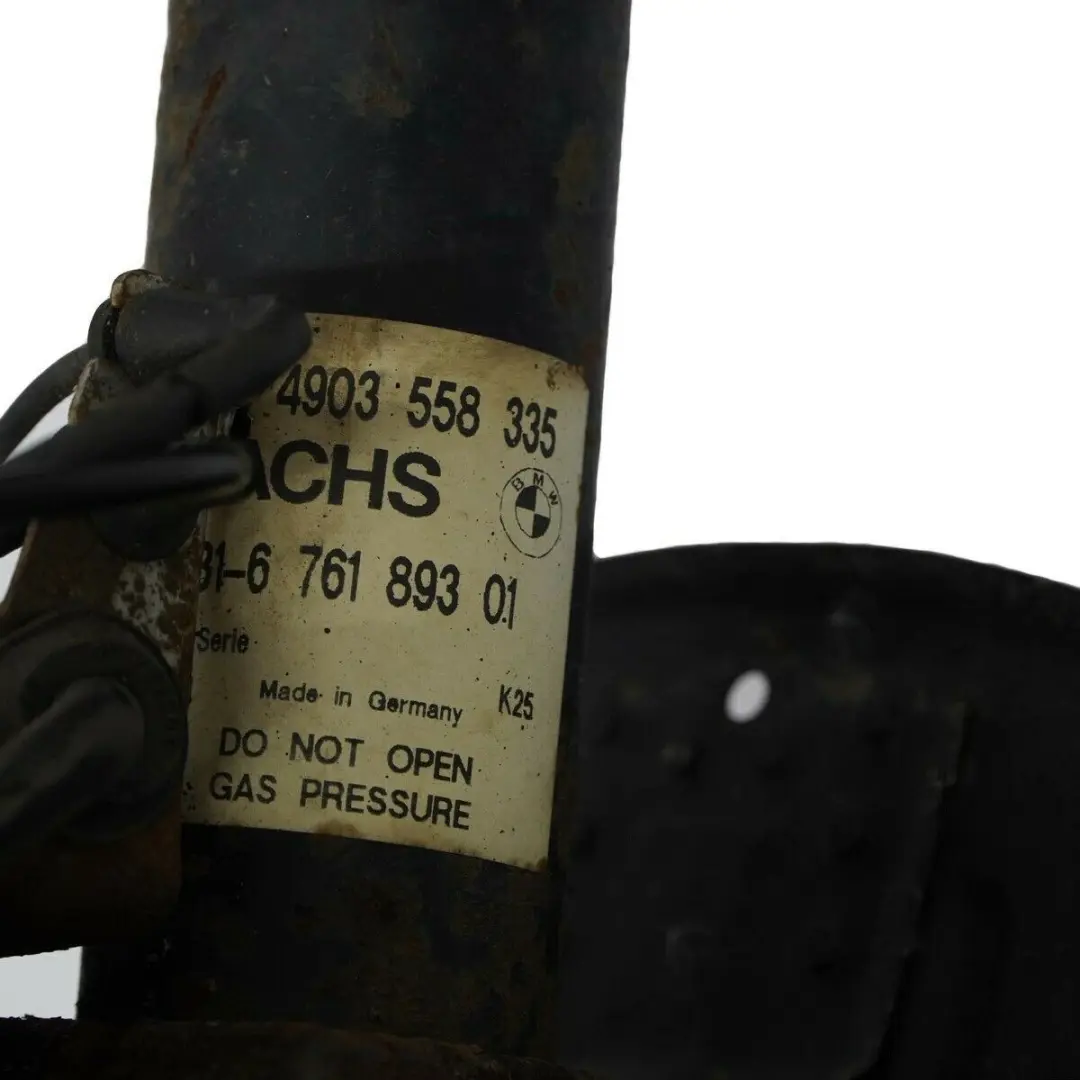 4903 558 335
ACHS
BMW
31-6 761 893 01
Serie
Made in Germany K25
DO NOT OPEN
GAS PRESSURE